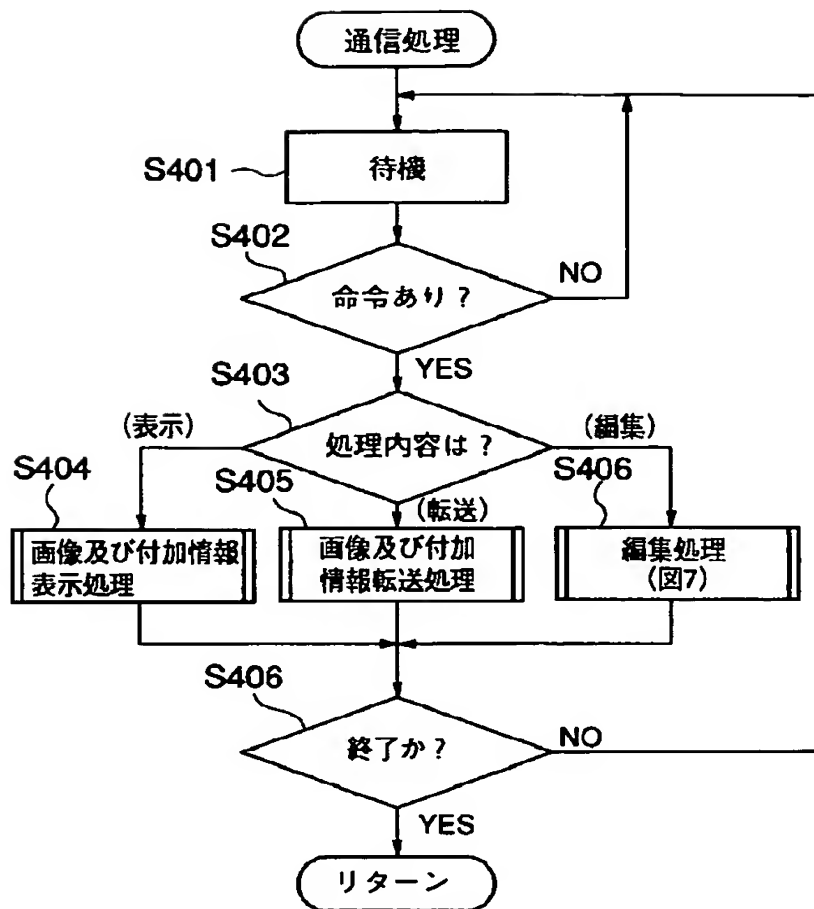 通信処理
S401
待機
S402
命令あり?
NO
YES
S403
(表示)
処理内容は?
(編集)
S404
S405
(転送)
S406
画像及び付加情報
表示処理
画像及び付加
情報転送処理
編集処理
(図7)
S406
終了か?
NO
YES
リターン